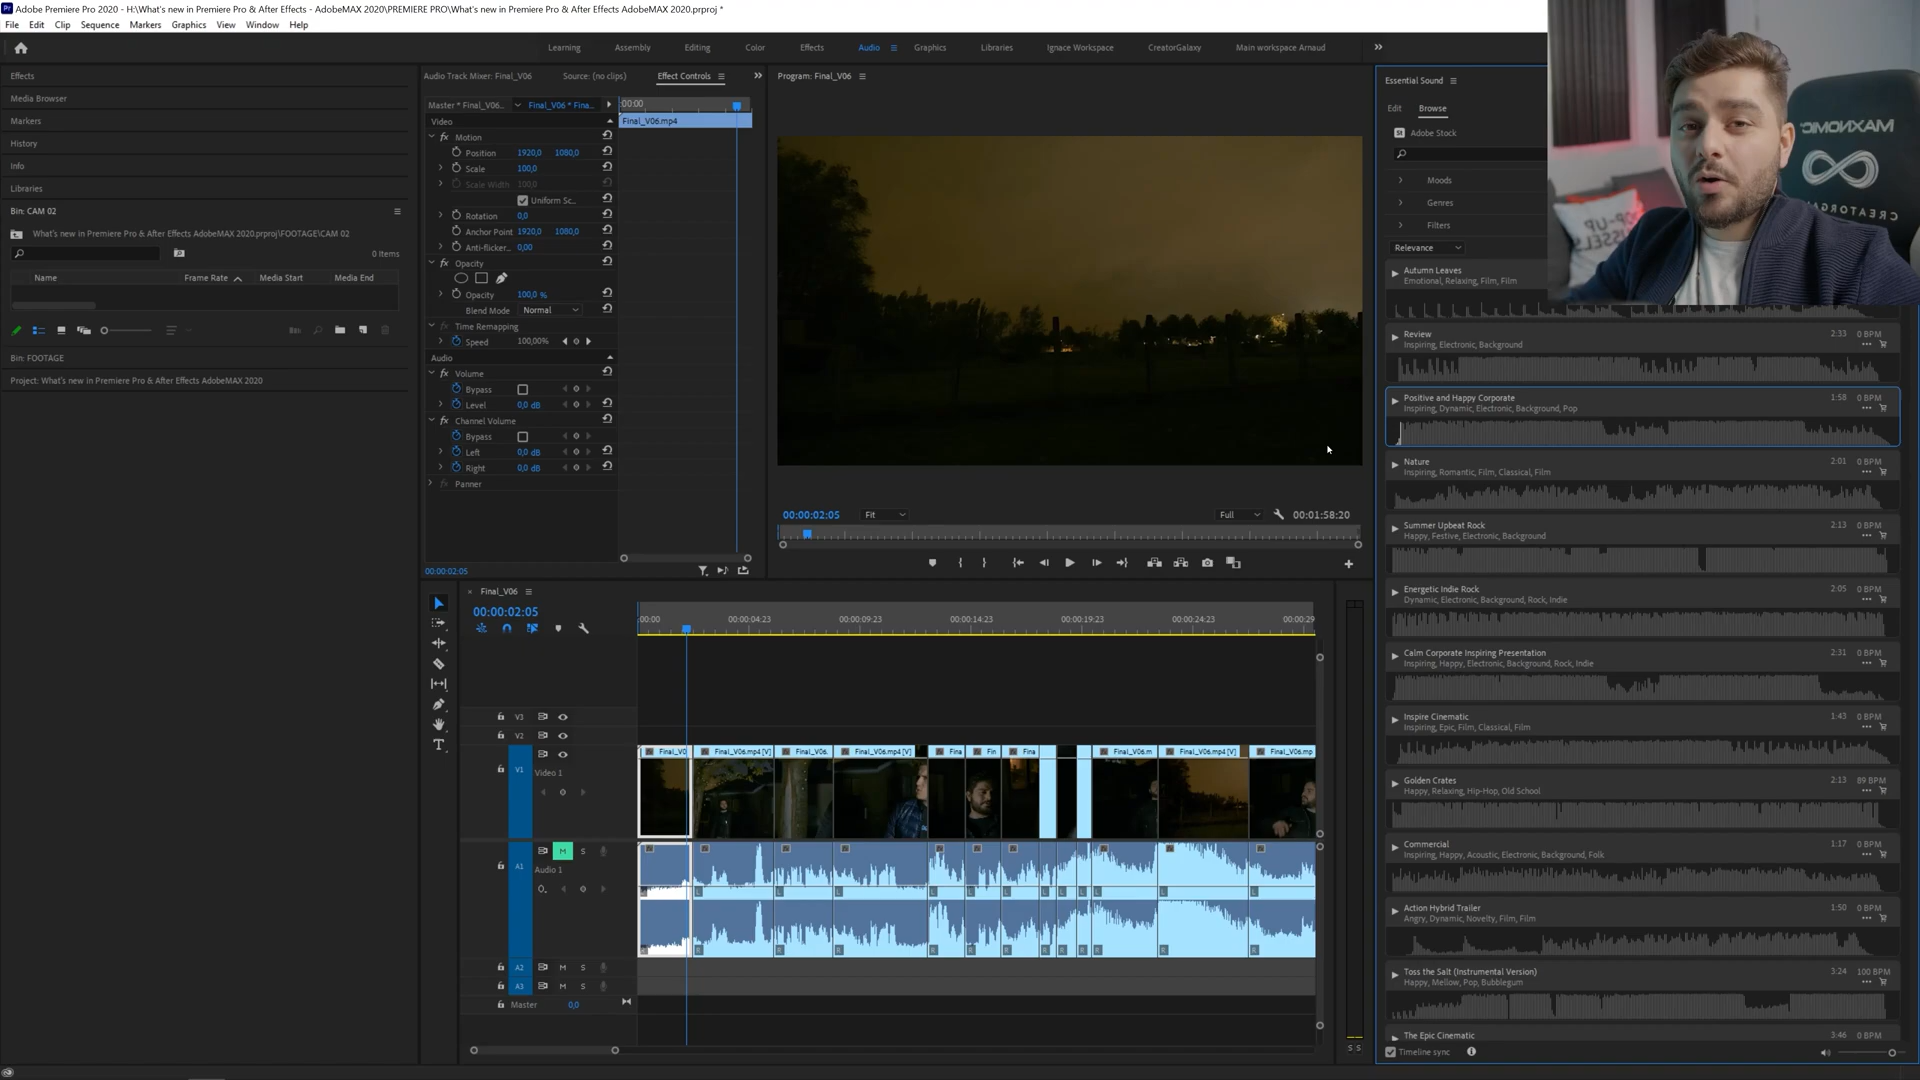 Adobe Premiere Pro 2020 - H:\What's new in Premiere Pro & After Effects - AdobeMAX 2020\PREMIERE PRO\What's new in Premiere Pro & After Effects AdobeMAX 2020.prproj *
File Edit Clip Sequence Markers Graphics View Window Help
Learning Assembly Editing Color Effects Audio Graphics Libraries Ignace Workspace CreatorGalaxy Main workspace Arnaud
Effects
Media Browser
Markers
History
Info
Libraries
Bin: CAM 02
What's new in Premiere Pro & After Effects AdobeMAX 2020.prproj\FOOTAGE\CAM 02
0 Items
Name Frame Rate Media Start Media End
Bin: FOOTAGE
Project: What's new in Premiere Pro & After Effects AdobeMAX 2020
Audio Track Mixer: Final_V06 Source: (no clips) Effect Controls
Master * Final_V06... Final_V06 * Fina... :00:00
Video Final_V06.mp4
fx Motion
Position 1920,0 1080,0
Scale 100,0
Scale Width 100,0
Uniform Sc...
Rotation 0,0
Anchor Point 1920,0 1080,0
Anti-flicker... 0,00
fx Opacity
Opacity 100,0 %
Blend Mode Normal
Time Remapping
Speed 100,00%
Audio
fx Volume
Bypass
Level 0,0 dB
fx Channel Volume
Bypass
Left 0,0 dB
Right 0,0 dB
fx Panner
00:00:02:05
Program: Final_V06
00:00:02:05 Fit Full 00:01:58:20
Final_V06
00:00:02:05
:00:00 00:00:04:23 00:00:09:23 00:00:14:23 00:00:19:23 00:00:24:23 00:00:29
V3
V2
V1 Video 1
Final_V0 Final_V06.mp4 [V] Final_V06. Final_V06.mp4 [V] Fina Fin Fina Final_V06.m Final_V06.mp4 [V] Final_V06.mp
A1 M S
Audio 1
L L L L L L L L L L L L
R R R R R R R R R R R
A2 M S
A3 M S
Master 0,0
S S
Essential Sound
Edit Browse
St Adobe Stock
Moods
Genres
Filters
Relevance
Autumn Leaves
Emotional, Relaxing, Film, Film
Review 2:33 0 BPM
Inspiring, Electronic, Background
Positive and Happy Corporate 1:58 0 BPM
Inspiring, Dynamic, Electronic, Background, Pop
Nature 2:01 0 BPM
Inspiring, Romantic, Film, Classical, Film
Summer Upbeat Rock 2:13 0 BPM
Happy, Festive, Electronic, Background
Energetic Indie Rock 2:05 0 BPM
Dynamic, Electronic, Background, Rock, Indie
Calm Corporate Inspiring Presentation 2:31 0 BPM
Inspiring, Happy, Electronic, Background, Rock, Indie
Inspire Cinematic 1:43 0 BPM
Inspiring, Epic, Film, Classical, Film
Golden Crates 2:13 89 BPM
Happy, Relaxing, Hip-Hop, Old School
Commercial 1:17 0 BPM
Inspiring, Happy, Acoustic, Electronic, Background, Folk
Action Hybrid Trailer 1:50 0 BPM
Angry, Dynamic, Novelty, Film, Film
Toss the Salt (Instrumental Version) 3:24 100 BPM
Happy, Mellow, Pop, Bubblegum
The Epic Cinematic 3:46 0 BPM
Timeline sync
MAXNOMIC